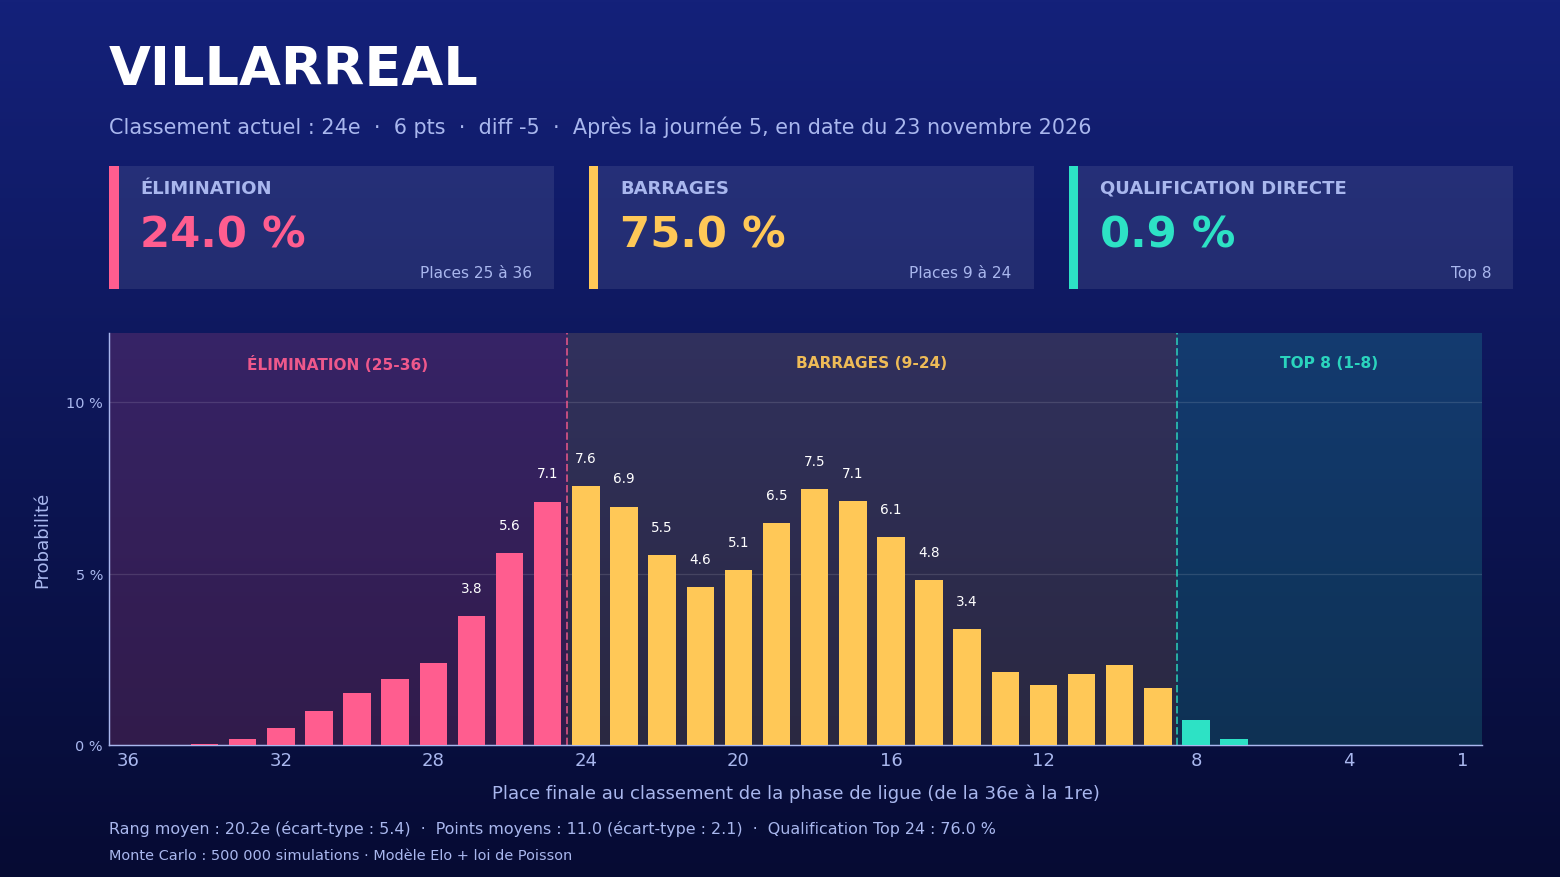 VILLARREAL
Classement actuel : 24e · 6 pts · diff -5 · Après la journée 5, en date du 23 novembre 2026
ÉLIMINATION
24.0 %
Places 25 à 36
BARRAGES
75.0 %
Places 9 à 24
QUALIFICATION DIRECTE
0.9 %
Top 8
ÉLIMINATION (25-36)
BARRAGES (9-24)
TOP 8 (1-8)
Probabilité
10 %
5 %
0 %
3.8
5.6
7.1
7.6
6.9
5.5
4.6
5.1
6.5
7.5
7.1
6.1
4.8
3.4
36 32 28 24 20 16 12 8 4 1
Place finale au classement de la phase de ligue (de la 36e à la 1re)
Rang moyen : 20.2e (écart-type : 5.4) · Points moyens : 11.0 (écart-type : 2.1) · Qualification Top 24 : 76.0 %
Monte Carlo : 500 000 simulations · Modèle Elo + loi de Poisson